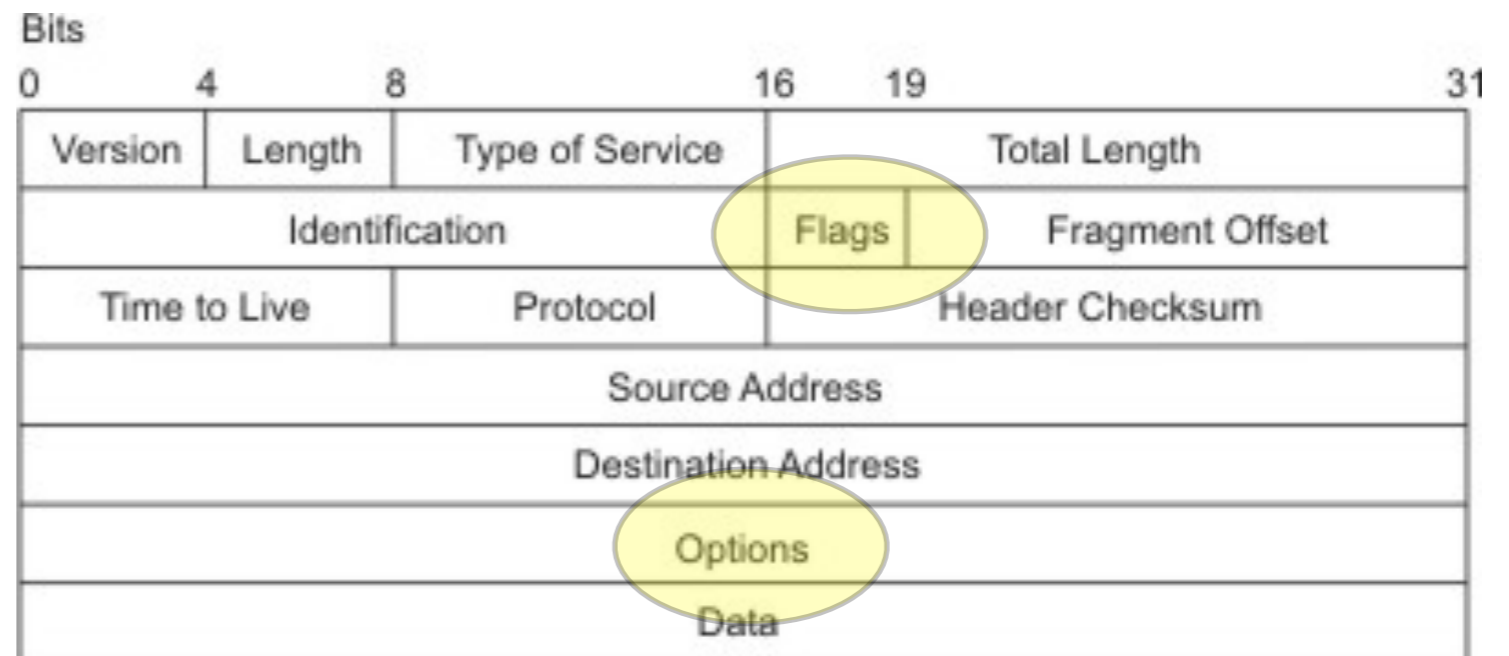 Bits
0 4 8 16 19 31
Version Length Type of Service Total Length
Identification Flags Fragment Offset
Time to Live Protocol Header Checksum
Source Address
Destination Address
Options
Data